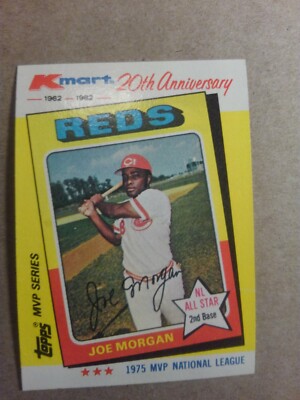 Kmart 20th Anniversary
1962 - 1982
REDS
Joe Morgan
NL
ALL STAR
2nd Base
JOE MORGAN
1975 MVP NATIONAL LEAGUE
Topps® MVP SERIES